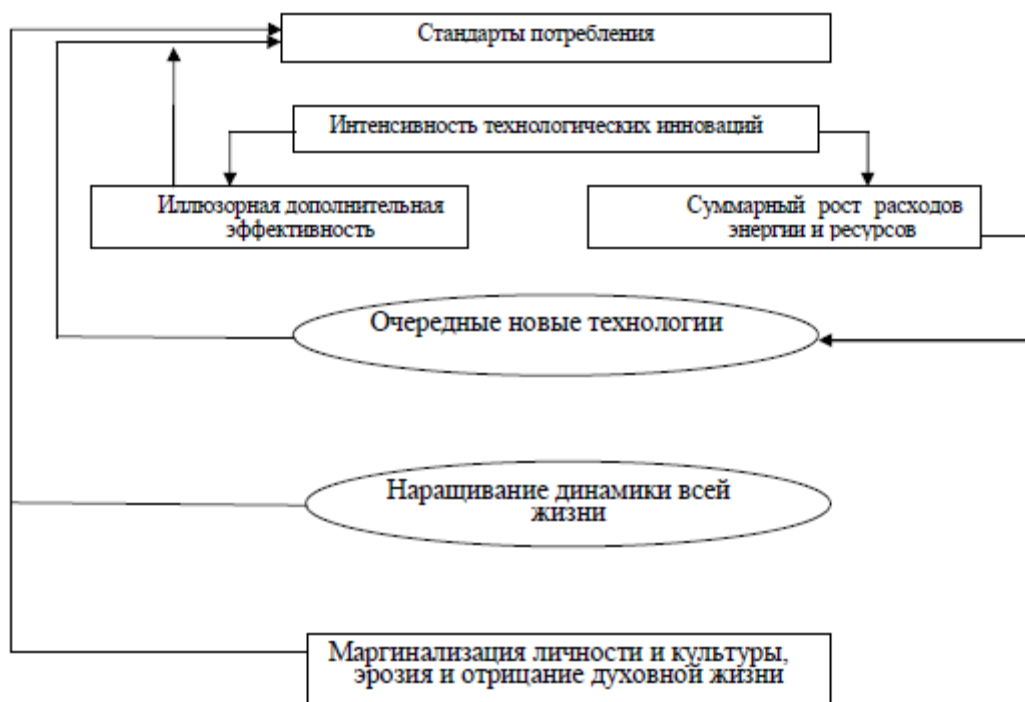 Стандарты потребления
Интенсивность технологических инноваций
Иллюзорная дополнительная
эффективность
Суммарный рост расходов
энергии и ресурсов
Очередные новые технологии
Наращивание динамики всей
жизни
Маргинализация личности и культуры,
эрозия и отрицание духовной жизни